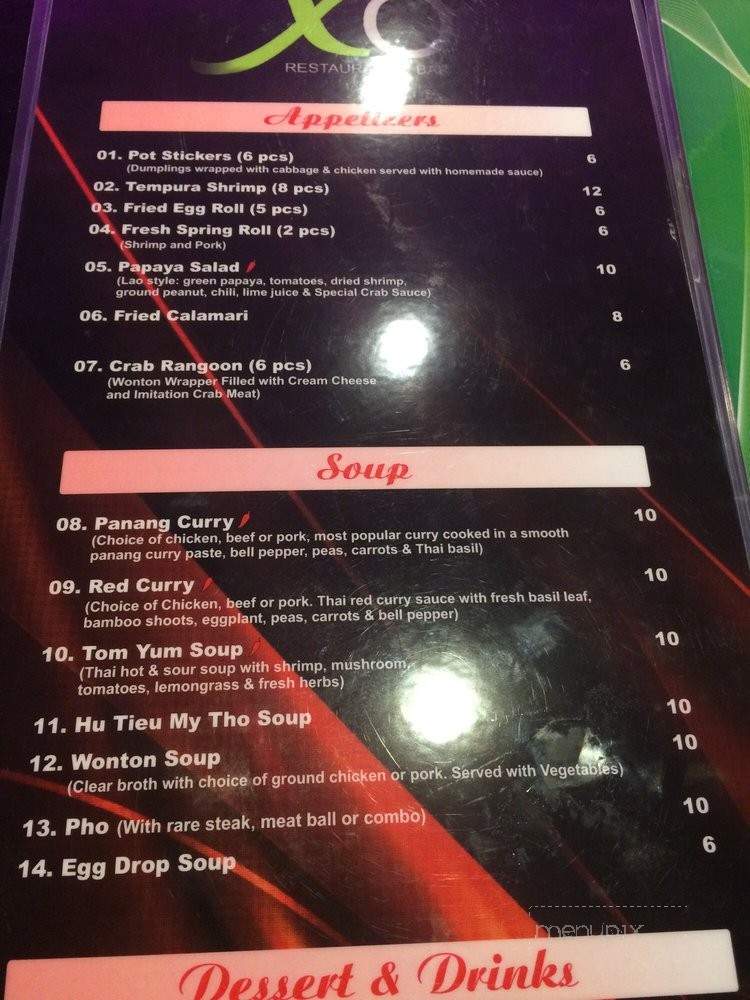 XO
RESTAURANT BAR
Appetizers
01. Pot Stickers (6 pcs) 6
(Dumplings wrapped with cabbage & chicken served with homemade sauce)
02. Tempura Shrimp (8 pcs) 12
03. Fried Egg Roll (5 pcs) 6
04. Fresh Spring Roll (2 pcs) 6
(Shrimp and Pork)
05. Papaya Salad 10
(Lao style: green papaya, tomatoes, dried shrimp,
ground peanut, chili, lime juice & Special Crab Sauce)
06. Fried Calamari 8
07. Crab Rangoon (6 pcs) 6
(Wonton Wrapper Filled with Cream Cheese
and Imitation Crab Meat)
Soup
08. Panang Curry 10
(Choice of chicken, beef or pork, most popular curry cooked in a smooth
panang curry paste, bell pepper, peas, carrots & Thai basil)
09. Red Curry 10
(Choice of Chicken, beef or pork. Thai red curry sauce with fresh basil leaf,
bamboo shoots, eggplant, peas, carrots & bell pepper)
10. Tom Yum Soup 10
(Thai hot & sour soup with shrimp, mushroom,
tomatoes, lemongrass & fresh herbs)
11. Hu Tieu My Tho Soup 10
12. Wonton Soup 10
(Clear broth with choice of ground chicken or pork. Served with Vegetables)
13. Pho (With rare steak, meat ball or combo) 10
14. Egg Drop Soup 6
menupix
Dessert & Drinks